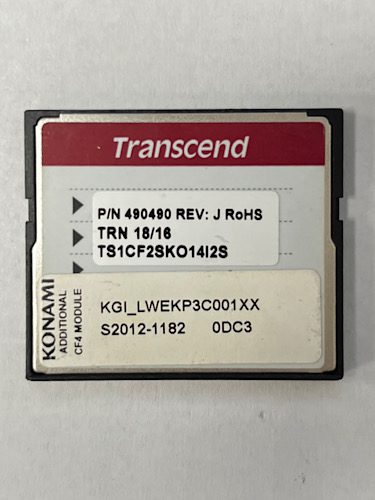 Transcend
P/N 490490 REV: J RoHS
TRN 18/16
TS1CF2SKO14I2S
KONAMI
ADDITIONAL
CF4 MODULE
KGI_LWEKP3C001XX
S2012-1182 0DC3